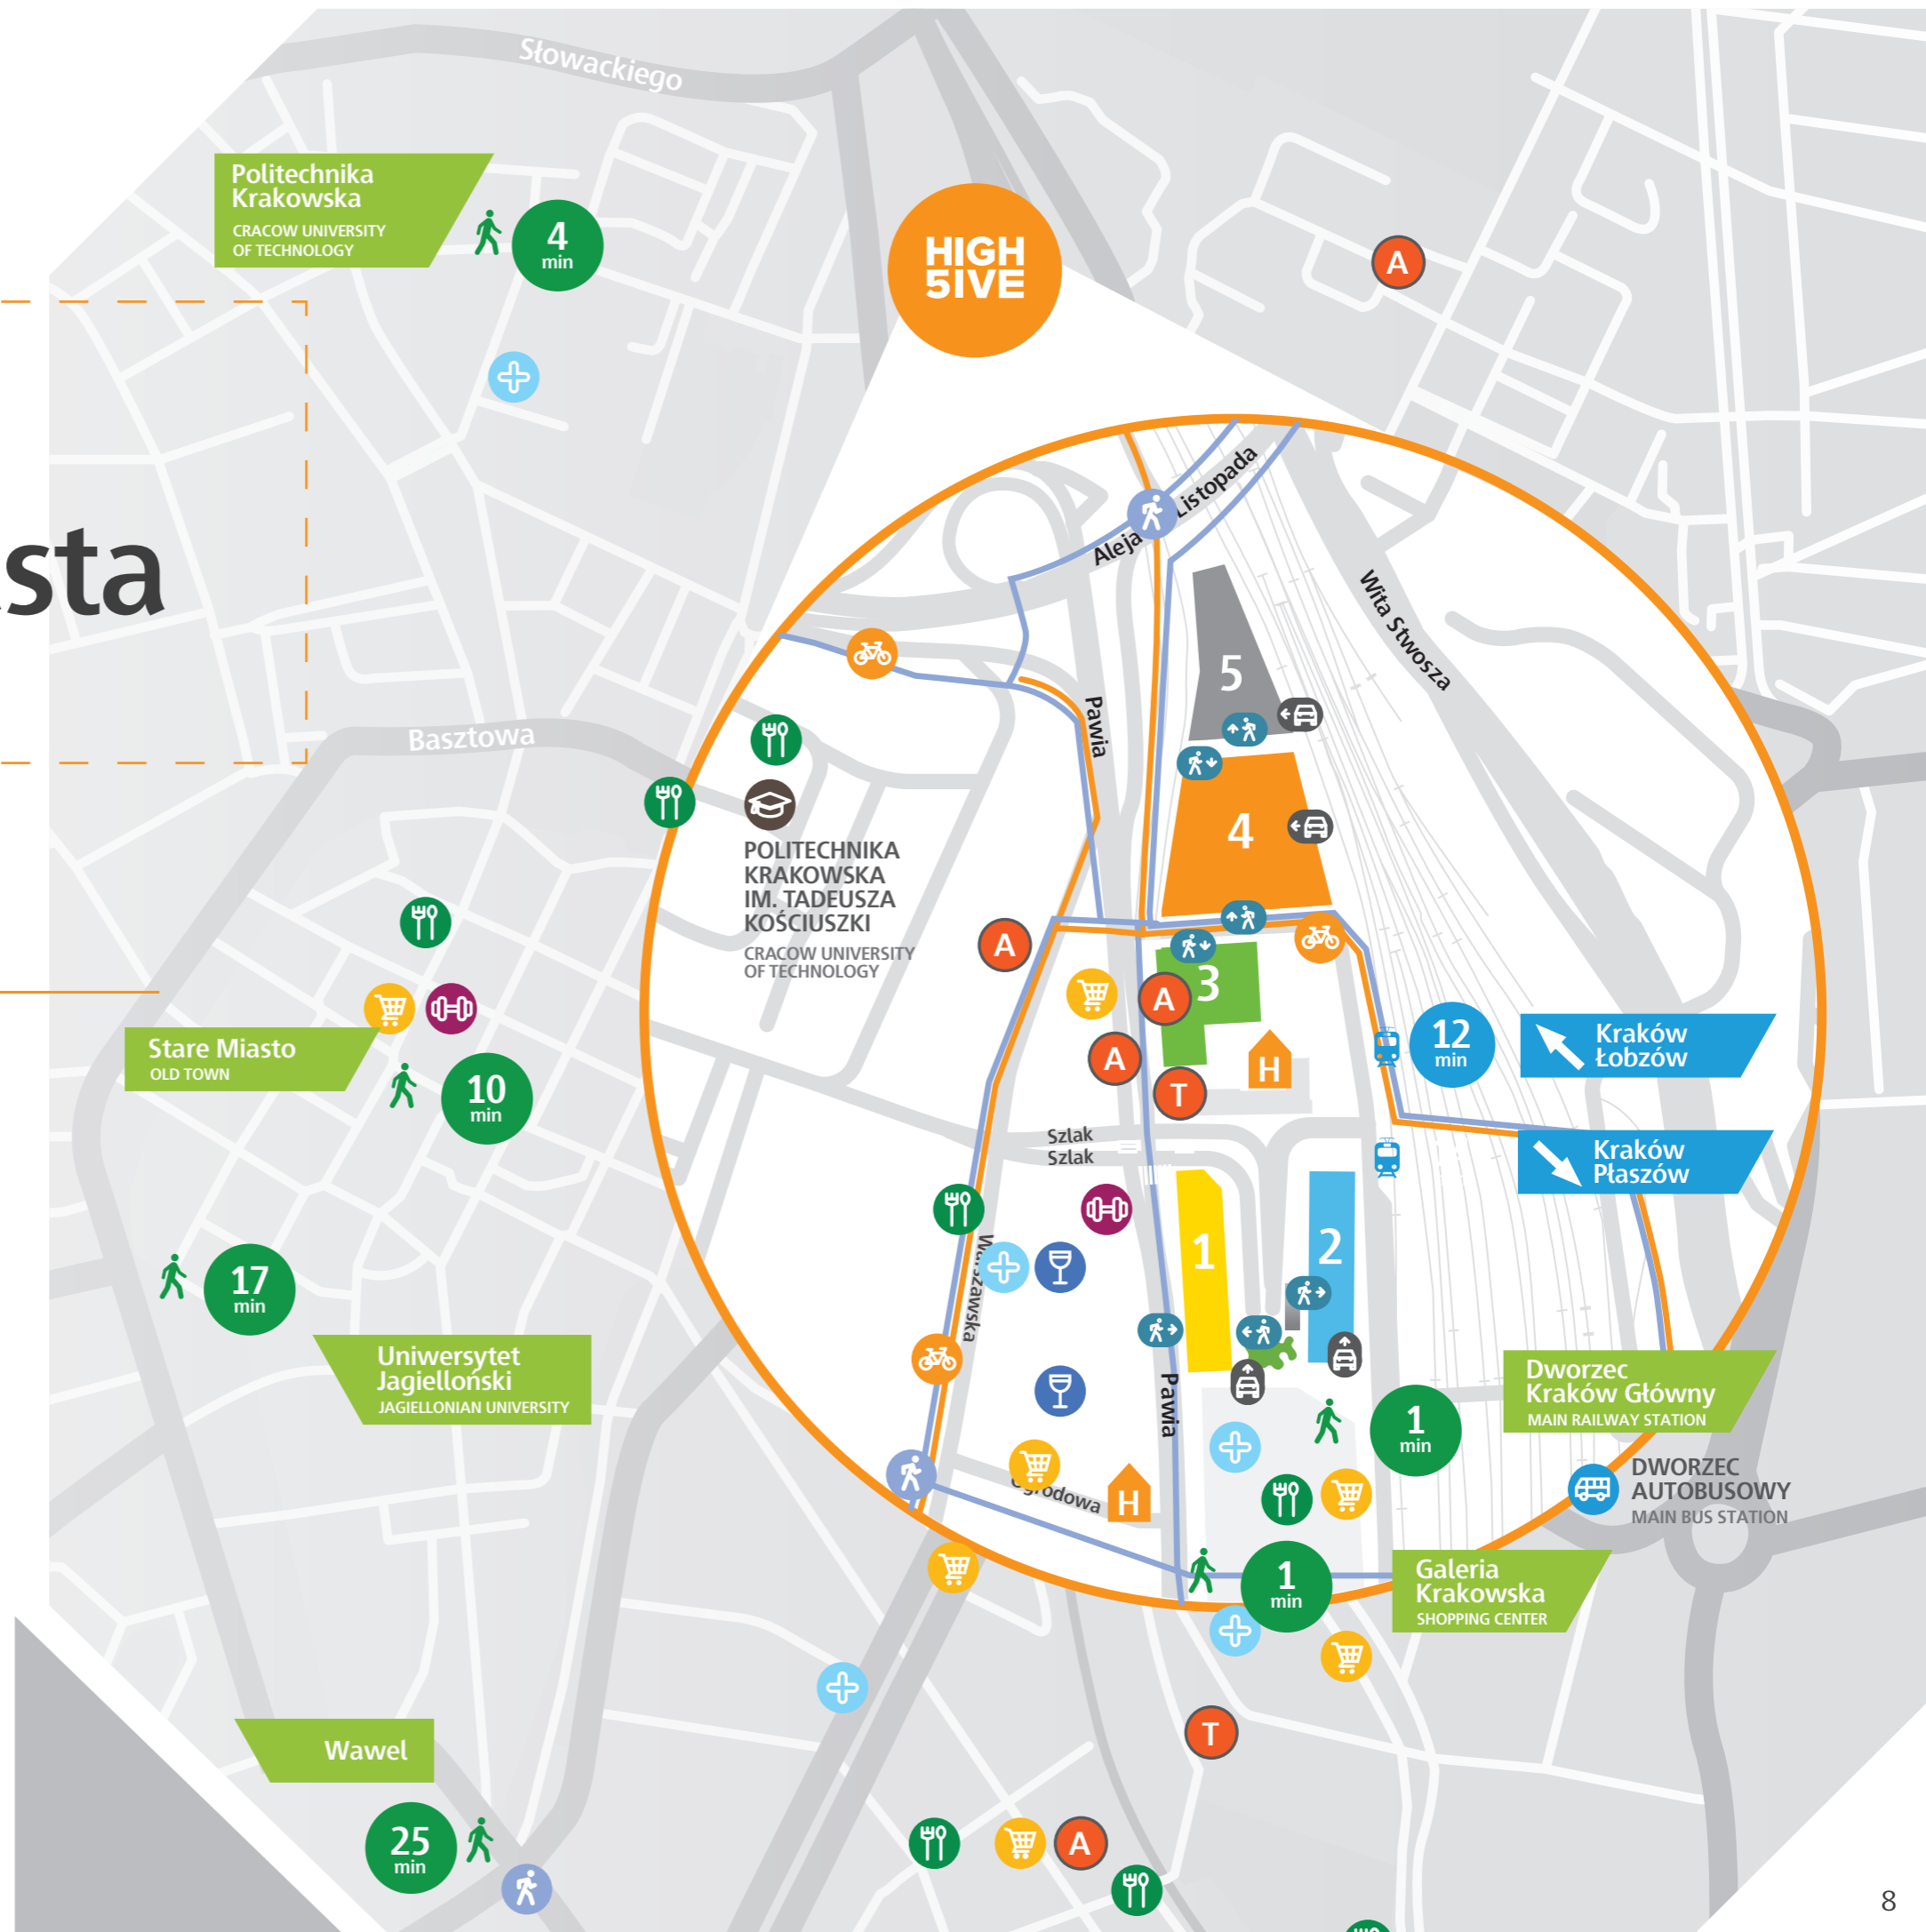 Słowackiego
Politechnika
Krakowska
CRACOW UNIVERSITY
OF TECHNOLOGY
4
min
HIGH
5IVE
A
Aleja
Listopada
Wita Stwosza
sta
Basztowa
Pawia
5
4
POLITECHNIKA
KRAKOWSKA
IM. TADEUSZA
KOŚCIUSZKI
CRACOW UNIVERSITY
OF TECHNOLOGY
A
3
A
A
T
H
12
min
Kraków
Łobzów
Stare Miasto
OLD TOWN
10
min
Szlak
Szlak
Kraków
Płaszów
1
2
Warszawska
17
min
Uniwersytet
Jagielloński
JAGIELLONIAN UNIVERSITY
Pawia
1
min
Dworzec
Kraków Główny
MAIN RAILWAY STATION
DWORZEC
AUTOBUSOWY
MAIN BUS STATION
Ogrodowa
H
1
min
Galeria
Krakowska
SHOPPING CENTER
T
Wawel
25
min
A
8